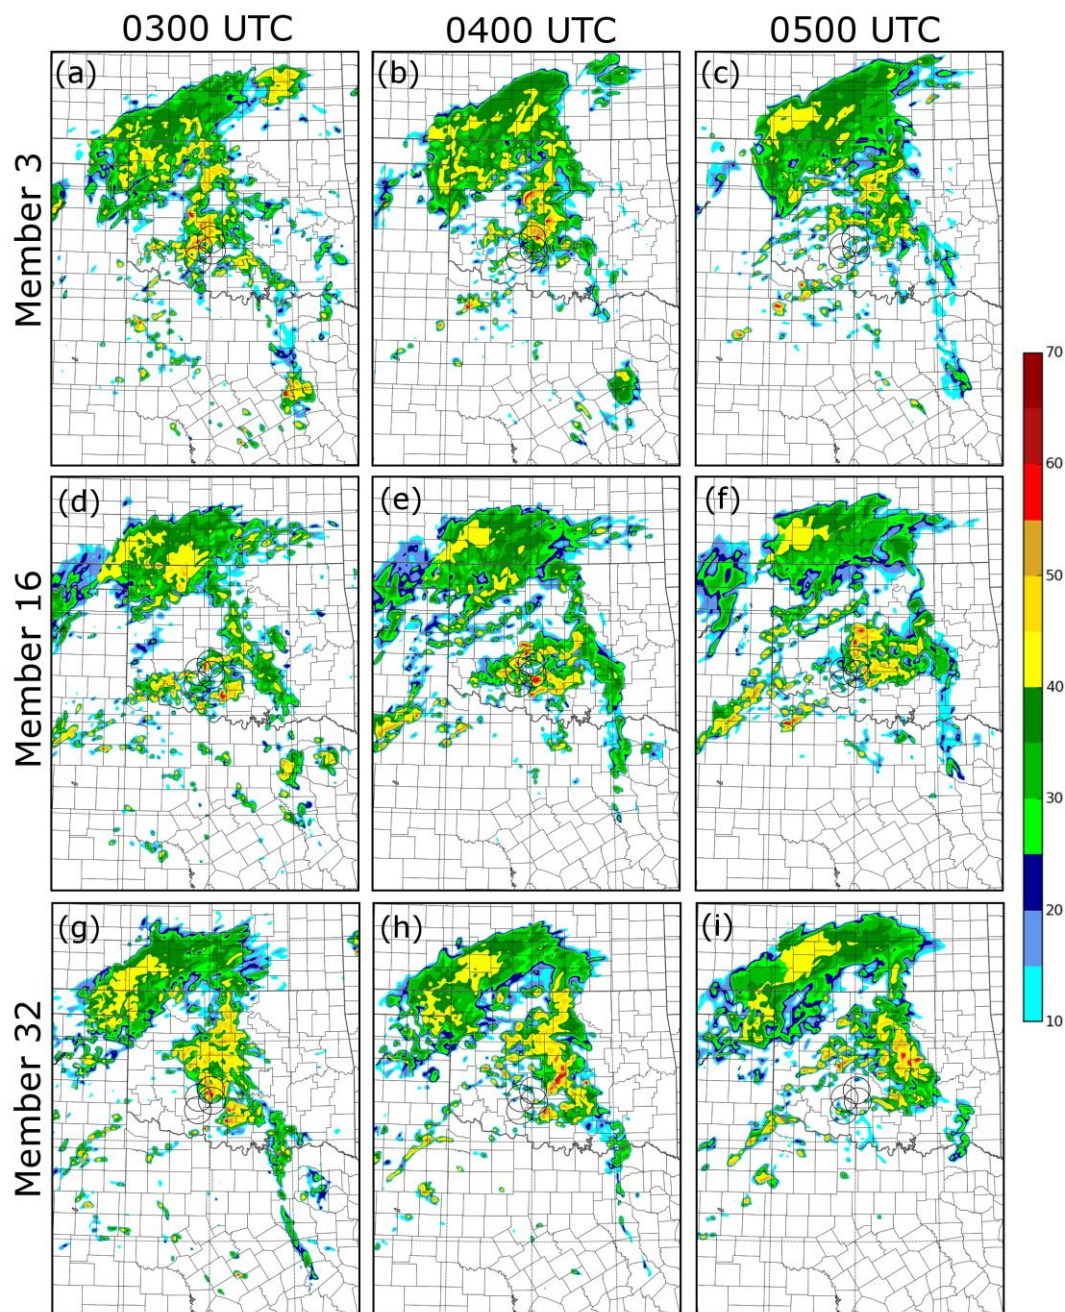 0300 UTC 0400 UTC 0500 UTC
(a) (b) (c)
Member 3
(d) (e) (f)
Member 16
(g) (h) (i)
Member 32
70
60
50
40
30
20
10